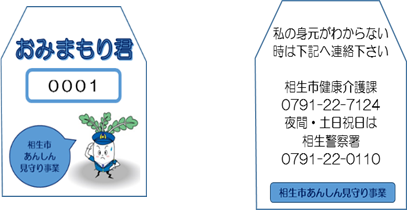 おみまもり君
0001
相生市
あんしん
見守り事業
私の身元がわからない
時は下記へ連絡下さい
相生市健康介護課
0791-22-7124
夜間・土日祝日は
相生警察署
0791-22-0110
相生市あんしん見守り事業